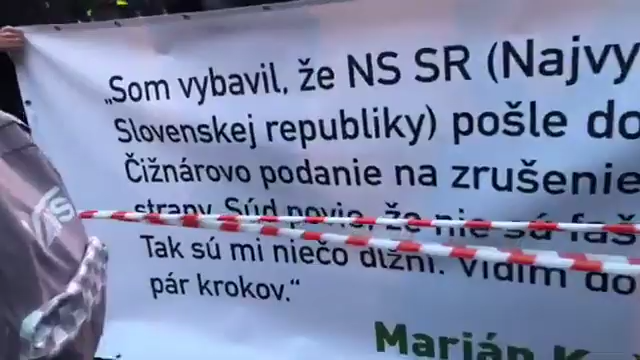 „Som vybavil, že NS SR (Najvy
Slovenskej republiky) pošle do
Čižnárovo podanie na zrušenie
strany. Súd povie, že nie sú faš
Tak sú mi niečo dlžní. Vidím do
pár krokov.“
Marián K